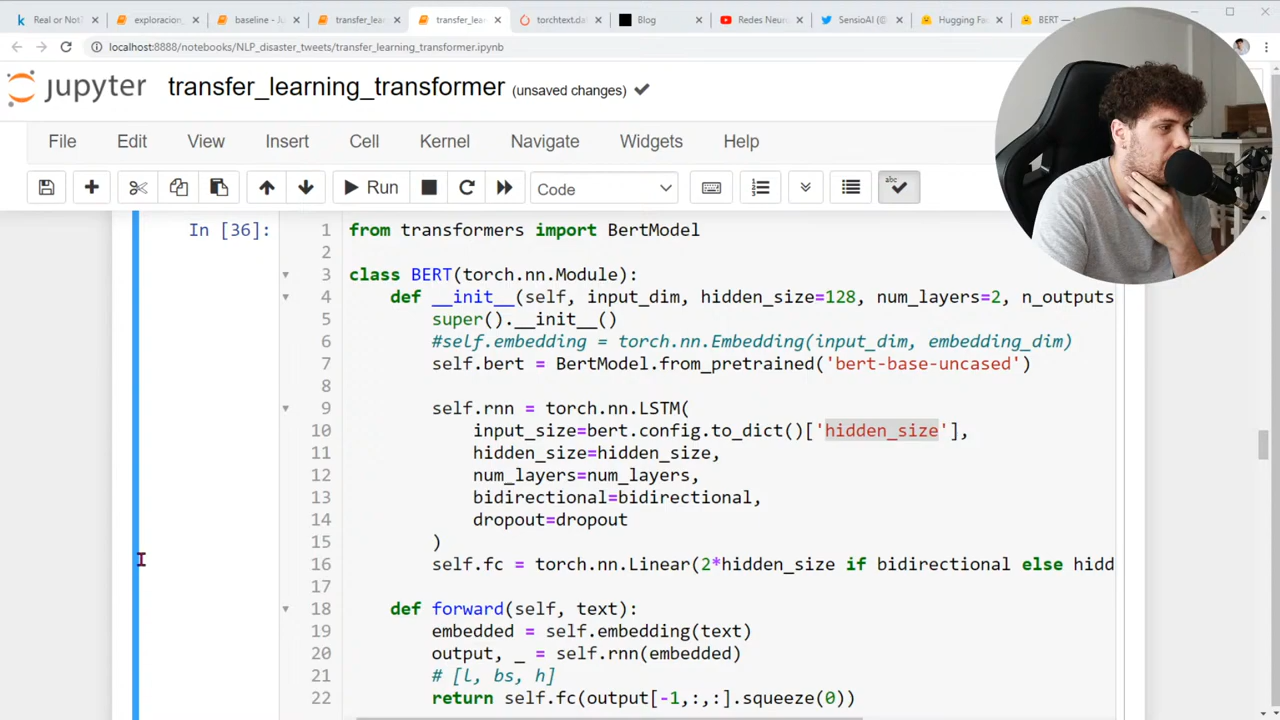 Real or Not?
exploracion_
baseline - Ju
transfer_lea
transfer_lea
torchtext.da
Blog
Redes Neuro
SensioAI (@
Hugging Fa
BERT —
localhost:8888/notebooks/NLP_disaster_tweets/transfer_learning_transformer.ipynb
jupyter transfer_learning_transformer (unsaved changes)
File Edit View Insert Cell Kernel Navigate Widgets Help
Run Code abc
In [36]:
1 from transformers import BertModel
2
3 class BERT(torch.nn.Module):
4 def __init__(self, input_dim, hidden_size=128, num_layers=2, n_outputs
5 super().__init__()
6 #self.embedding = torch.nn.Embedding(input_dim, embedding_dim)
7 self.bert = BertModel.from_pretrained('bert-base-uncased')
8
9 self.rnn = torch.nn.LSTM(
10 input_size=bert.config.to_dict()['hidden_size'],
11 hidden_size=hidden_size,
12 num_layers=num_layers,
13 bidirectional=bidirectional,
14 dropout=dropout
15 )
16 self.fc = torch.nn.Linear(2*hidden_size if bidirectional else hidd
17
18 def forward(self, text):
19 embedded = self.embedding(text)
20 output, _ = self.rnn(embedded)
21 # [l, bs, h]
22 return self.fc(output[-1,:,:].squeeze(0))